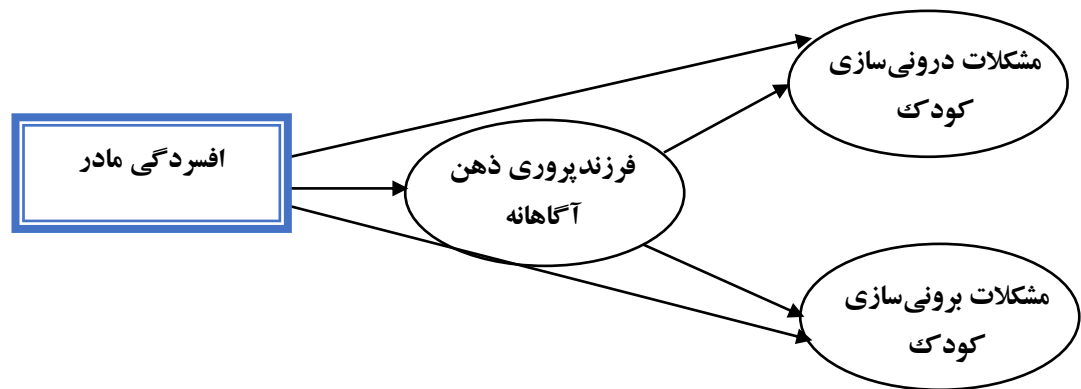 مشکلات درونی‌سازی
کودک
افسردگی مادر
فرزندپروری ذهن
آگاهانه
مشکلات برونی‌سازی
کودک